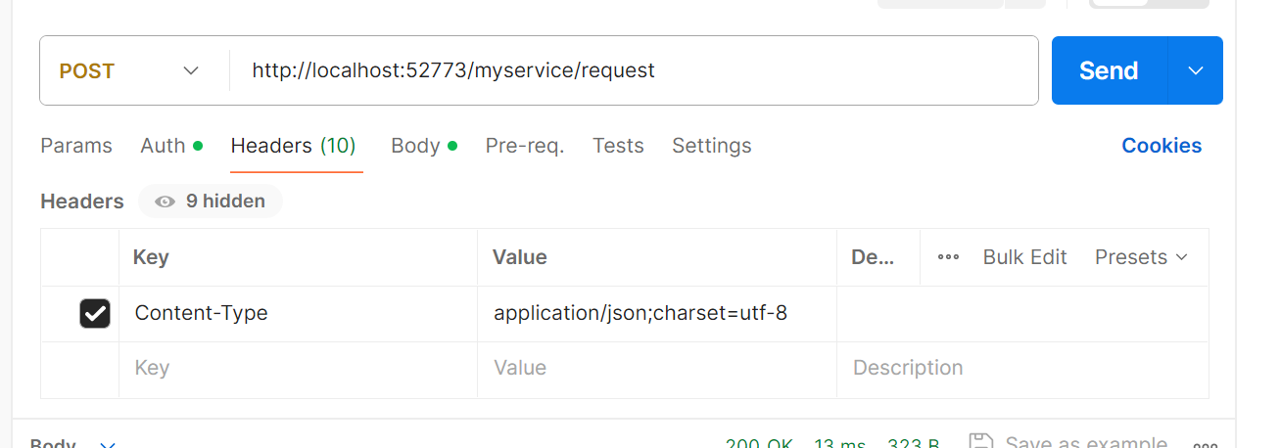 POST http://localhost:52773/myservice/request Send
Params Auth Headers (10) Body Pre-req. Tests Settings Cookies
Headers 9 hidden
Key Value De... Bulk Edit Presets
Content-Type application/json;charset=utf-8
Key Value Description
Body 200 OK 13 ms 323 B Save as example